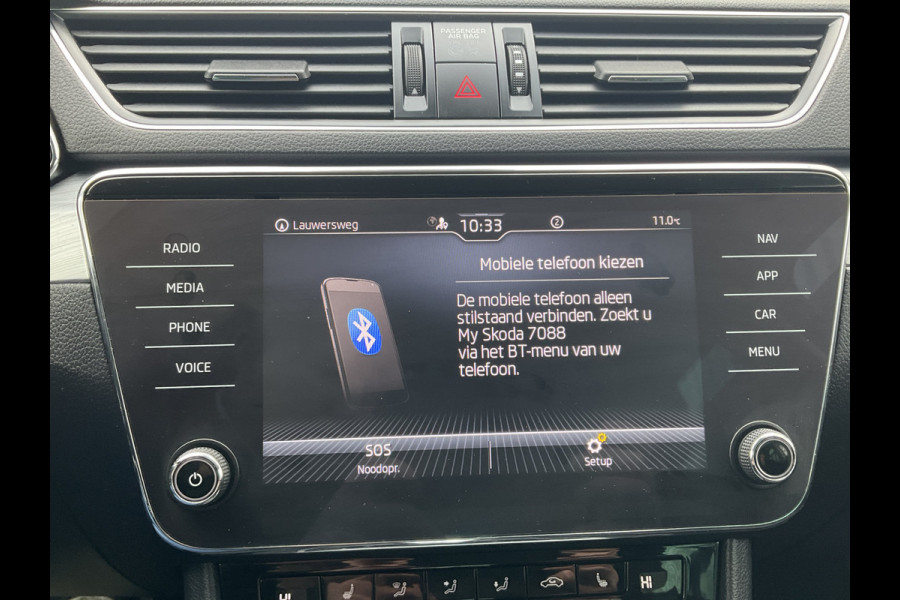 PASSENGER
AIR BAG
Lauwersweg
10:33
2
11.0°C
RADIO
MEDIA
PHONE
VOICE
Mobiele telefoon kiezen
De mobiele telefoon alleen
stilstaand verbinden. Zoekt u
My Skoda 7088
via het BT-menu van uw
telefoon.
SOS
Noodopr.
Setup
NAV
APP
CAR
MENU
HI
HI